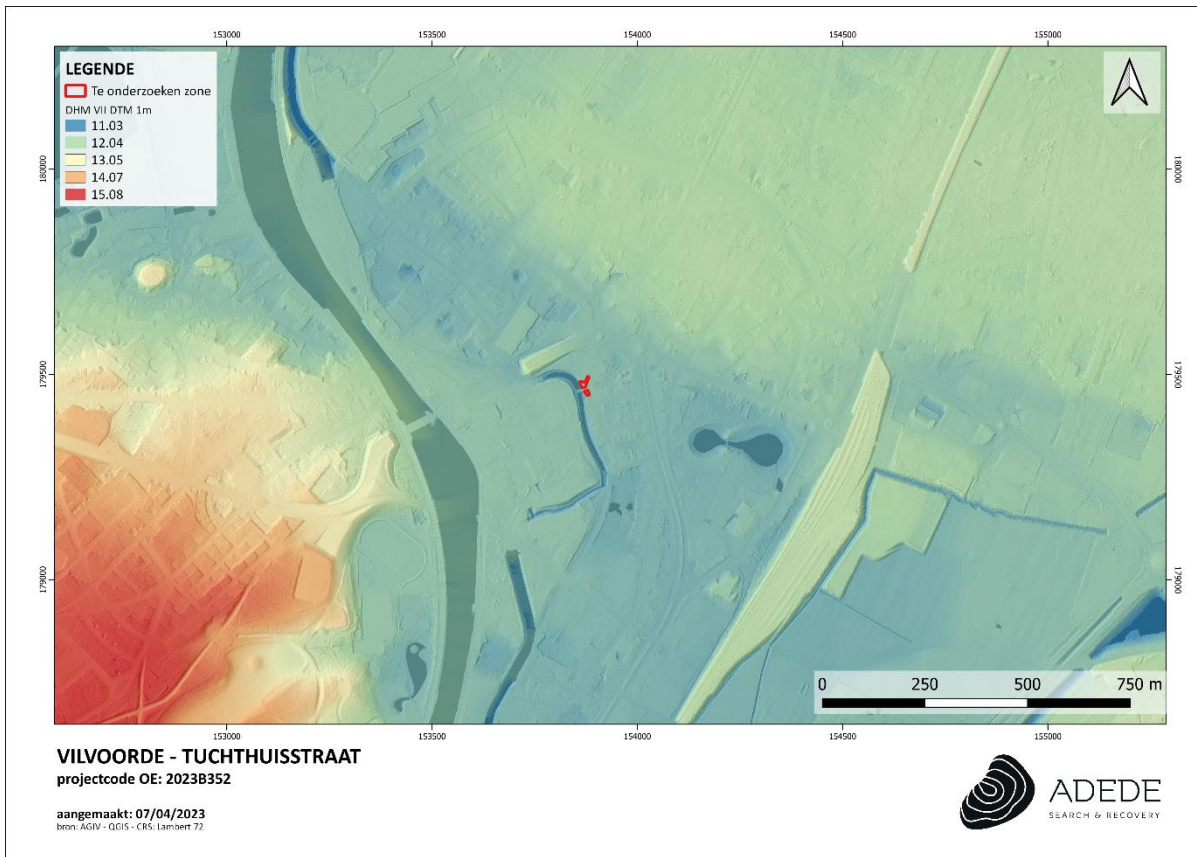 153000 153500 154000 154500 155000
LEGENDE
Te onderzoeken zone
DHM VII DTM 1m
11.03
12.04
13.05
14.07
15.08
180000 180000
179500 179500
179000 179000
0 250 500 750 m
153000 153500 154000 154500 155000
VILVOORDE - TUCHTHUISSTRAAT
projectcode OE: 2023B352
aangemaakt: 07/04/2023
bron: AGIV - QGIS - CRS: Lambert 72
ADEDE
SEARCH & RECOVERY